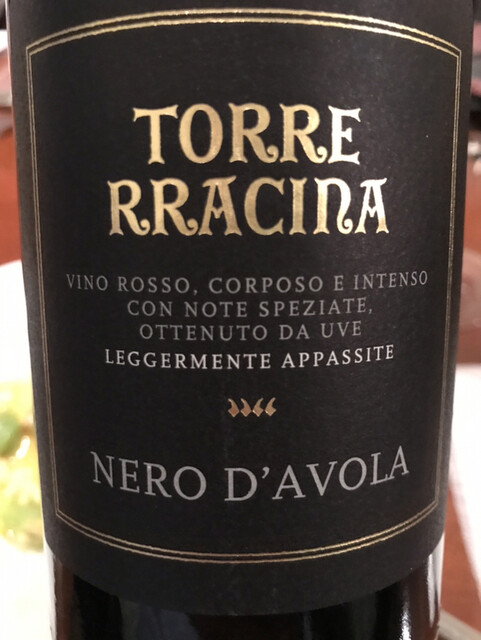 TORRE
RRACINA
VINO ROSSO, CORPOSO E INTENSO
CON NOTE SPEZIATE,
OTTENUTO DA UVE
LEGGERMENTE APPASSITE
NERO D'AVOLA